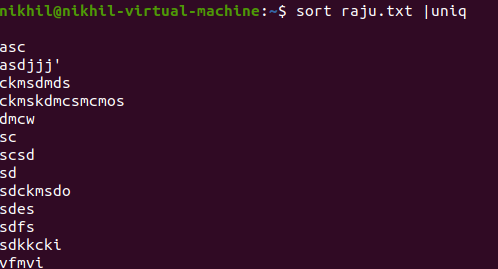 nikhil@nikhil-virtual-machine:~$ sort raju.txt |uniq
asc
asdjjj'
ckmsdmds
ckmskdmcsmcmos
dmcw
sc
scsd
sd
sdckmsdo
sdes
sdfs
sdkkcki
vfmvi